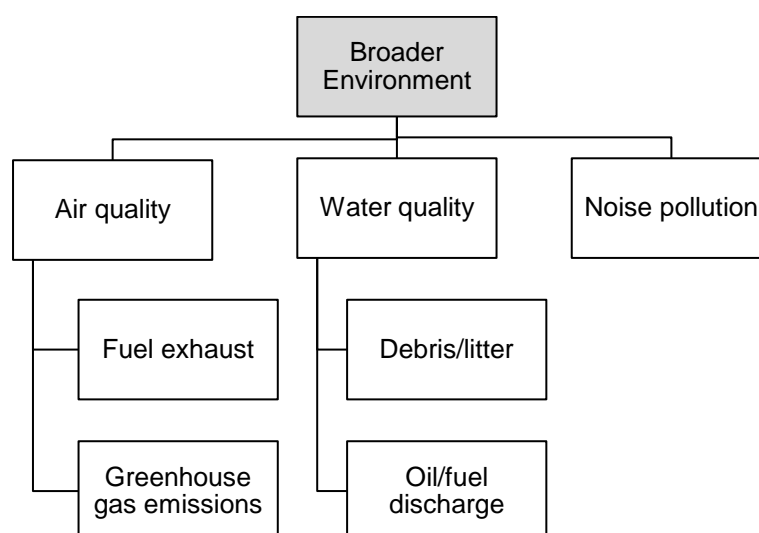 Broader
Environment
Air quality
Water quality
Noise pollution
Fuel exhaust
Debris/litter
Greenhouse
gas emissions
Oil/fuel
discharge